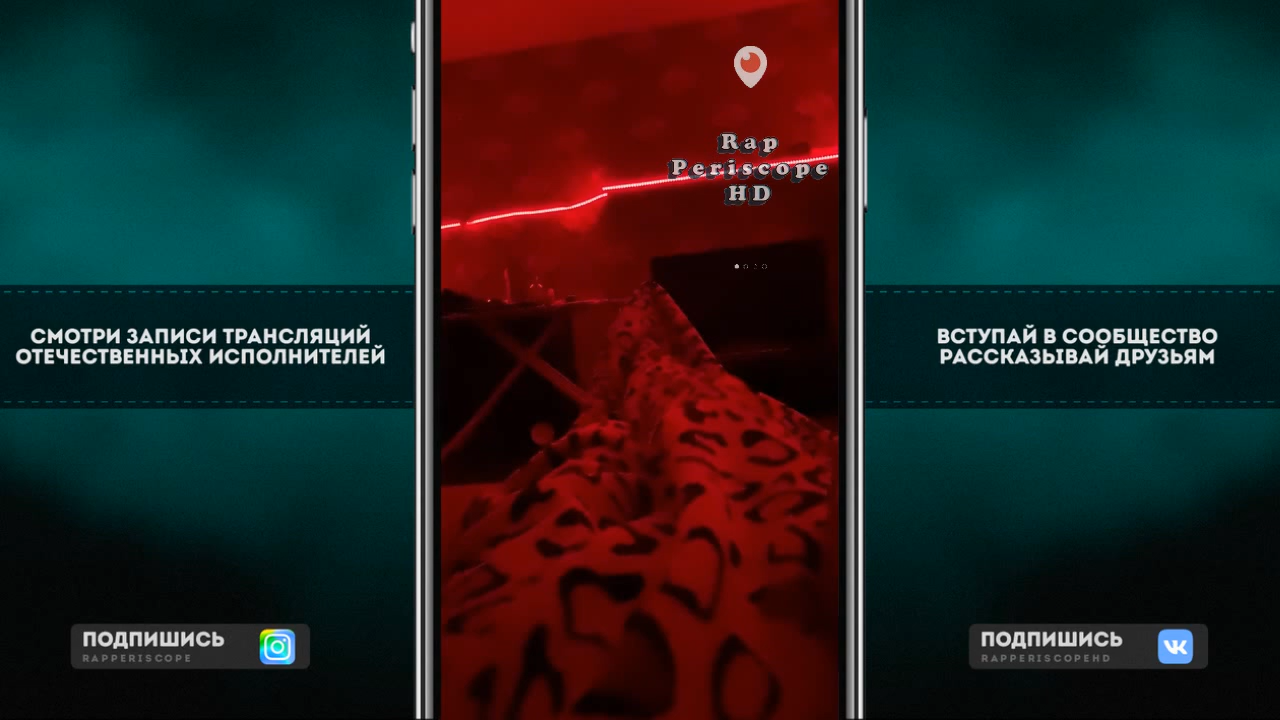 Rap
Periscope
HD
СМОТРИ ЗАПИСИ ТРАНСЛЯЦИЙ
ОТЕЧЕСТВЕННЫХ ИСПОЛНИТЕЛЕЙ
ВСТУПАЙ В СООБЩЕСТВО
РАССКАЗЫВАЙ ДРУЗЬЯМ
ПОДПИШИСЬ
RAPPERISCOPE
ПОДПИШИСЬ
RAPPERISCOPEHD